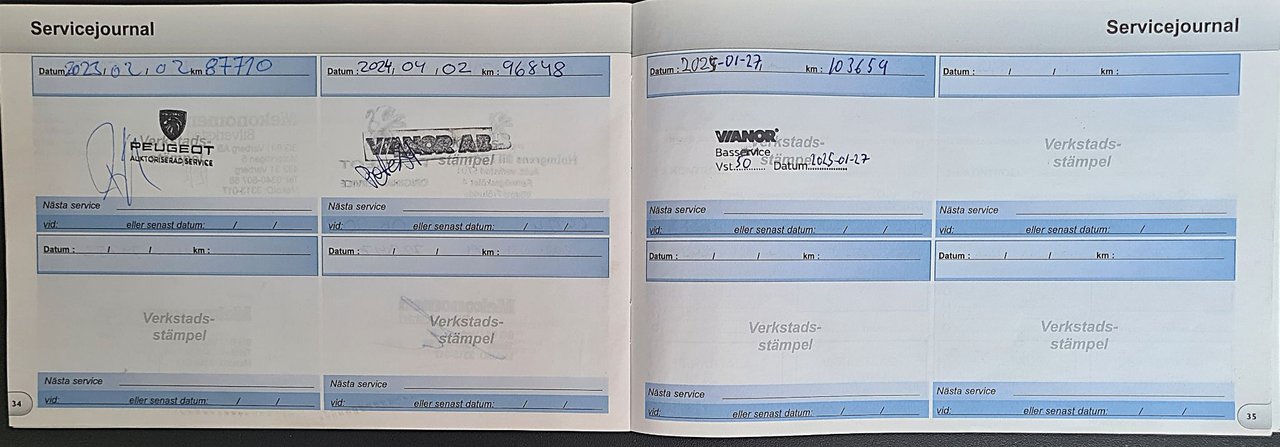 Servicejournal
Datum: 2023, 02, 02 km 87710
PEUGEOT
AUKTORISERAD SERVICE
Verkstads-
Nästa service
vid: eller senast datum: / /
Datum : 2024, 04, 02 km : 96848
VIANOR AB
stämpel
Nästa service
vid: eller senast datum: / /
Datum : / / km :
Verkstads-
stämpel
Nästa service
vid: eller senast datum: / /
Datum : / / km :
Verkstads-
stämpel
Nästa service
vid: eller senast datum: / /
34
Servicejournal
Datum : 2025-01-27 km : 103659
VIANOR
Verkstads-
Basservice
stämpel
Vst. 50 Datum 2025-01-27
Nästa service
vid: eller senast datum: / /
Datum : / / km :
Verkstads-
stämpel
Nästa service
vid: eller senast datum: / /
Datum : / / km :
Verkstads-
stämpel
Nästa service
vid: eller senast datum: / /
Datum : / / km :
Verkstads-
stämpel
Nästa service
vid: eller senast datum: / /
35